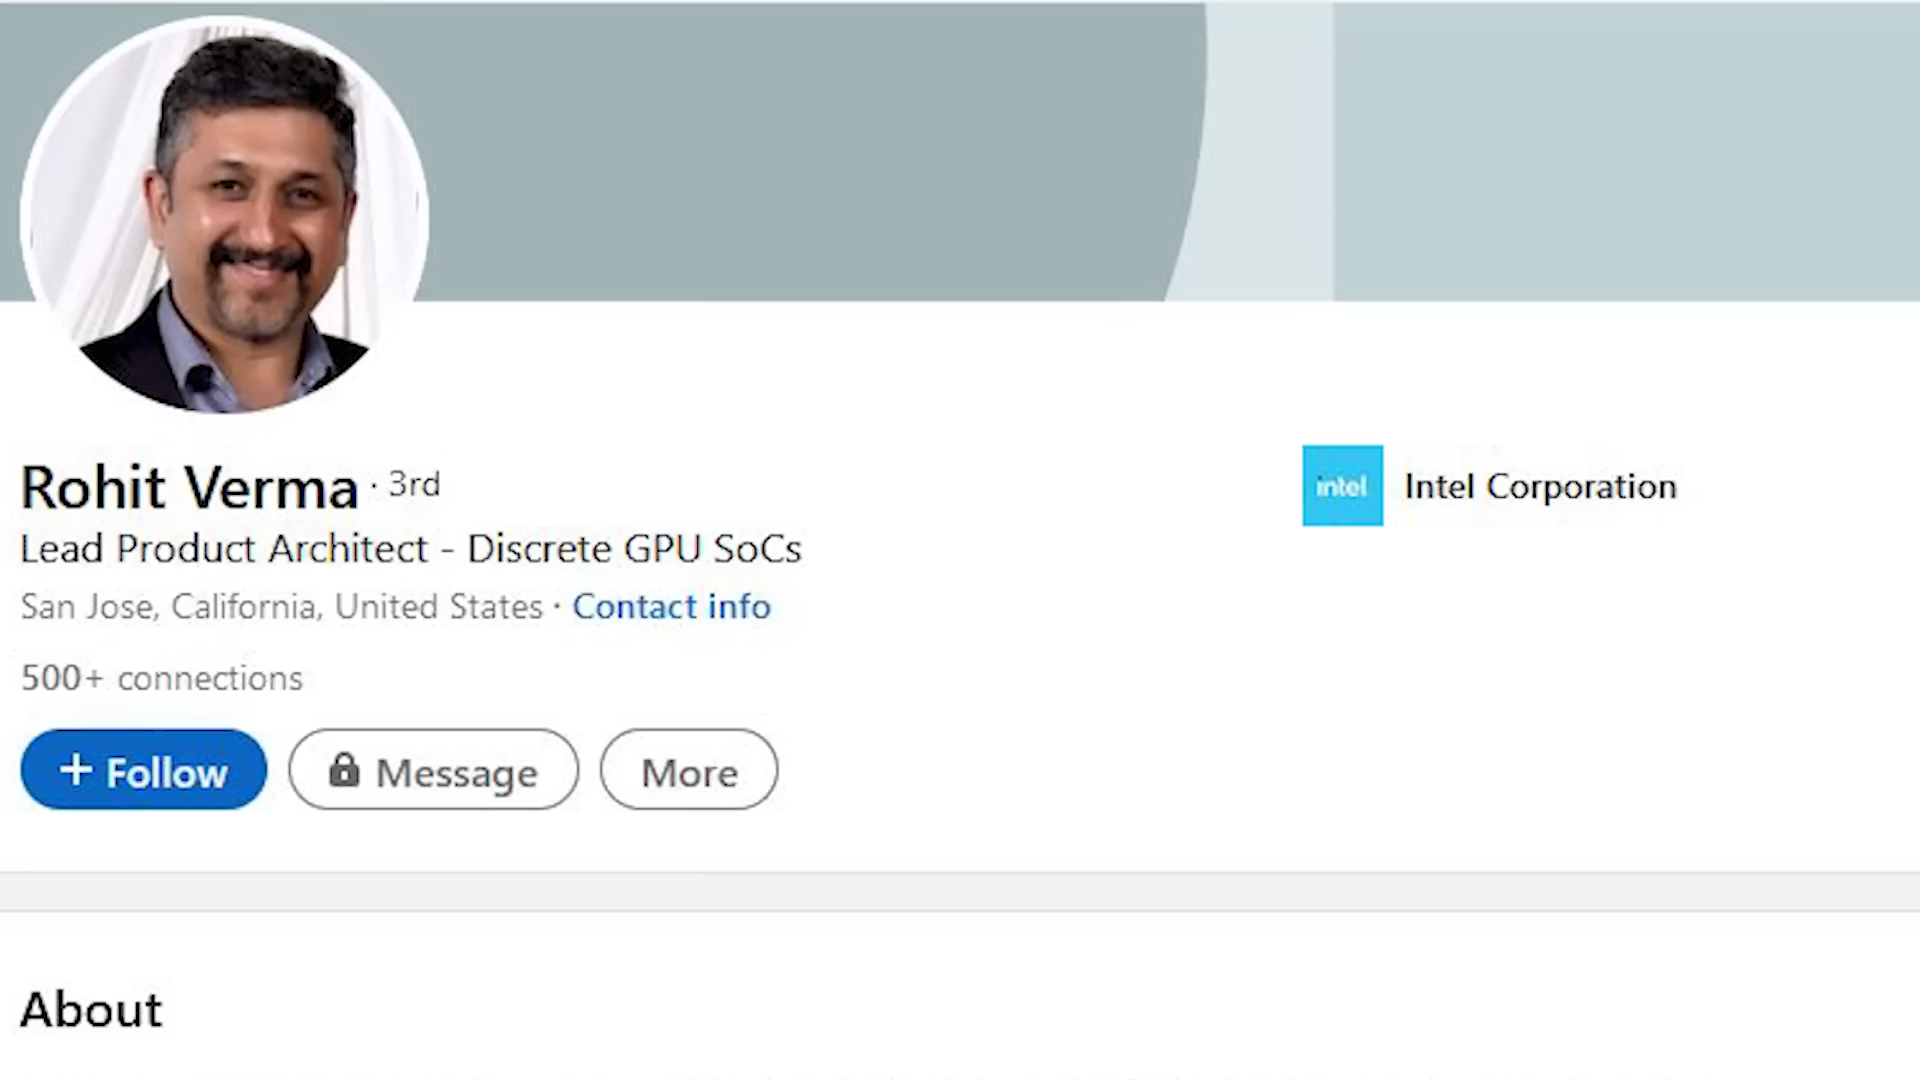 Rohit Verma · 3rd
Lead Product Architect - Discrete GPU SoCs
San Jose, California, United States · Contact info
500+ connections
+ Follow
Message
More
intel
Intel Corporation
About